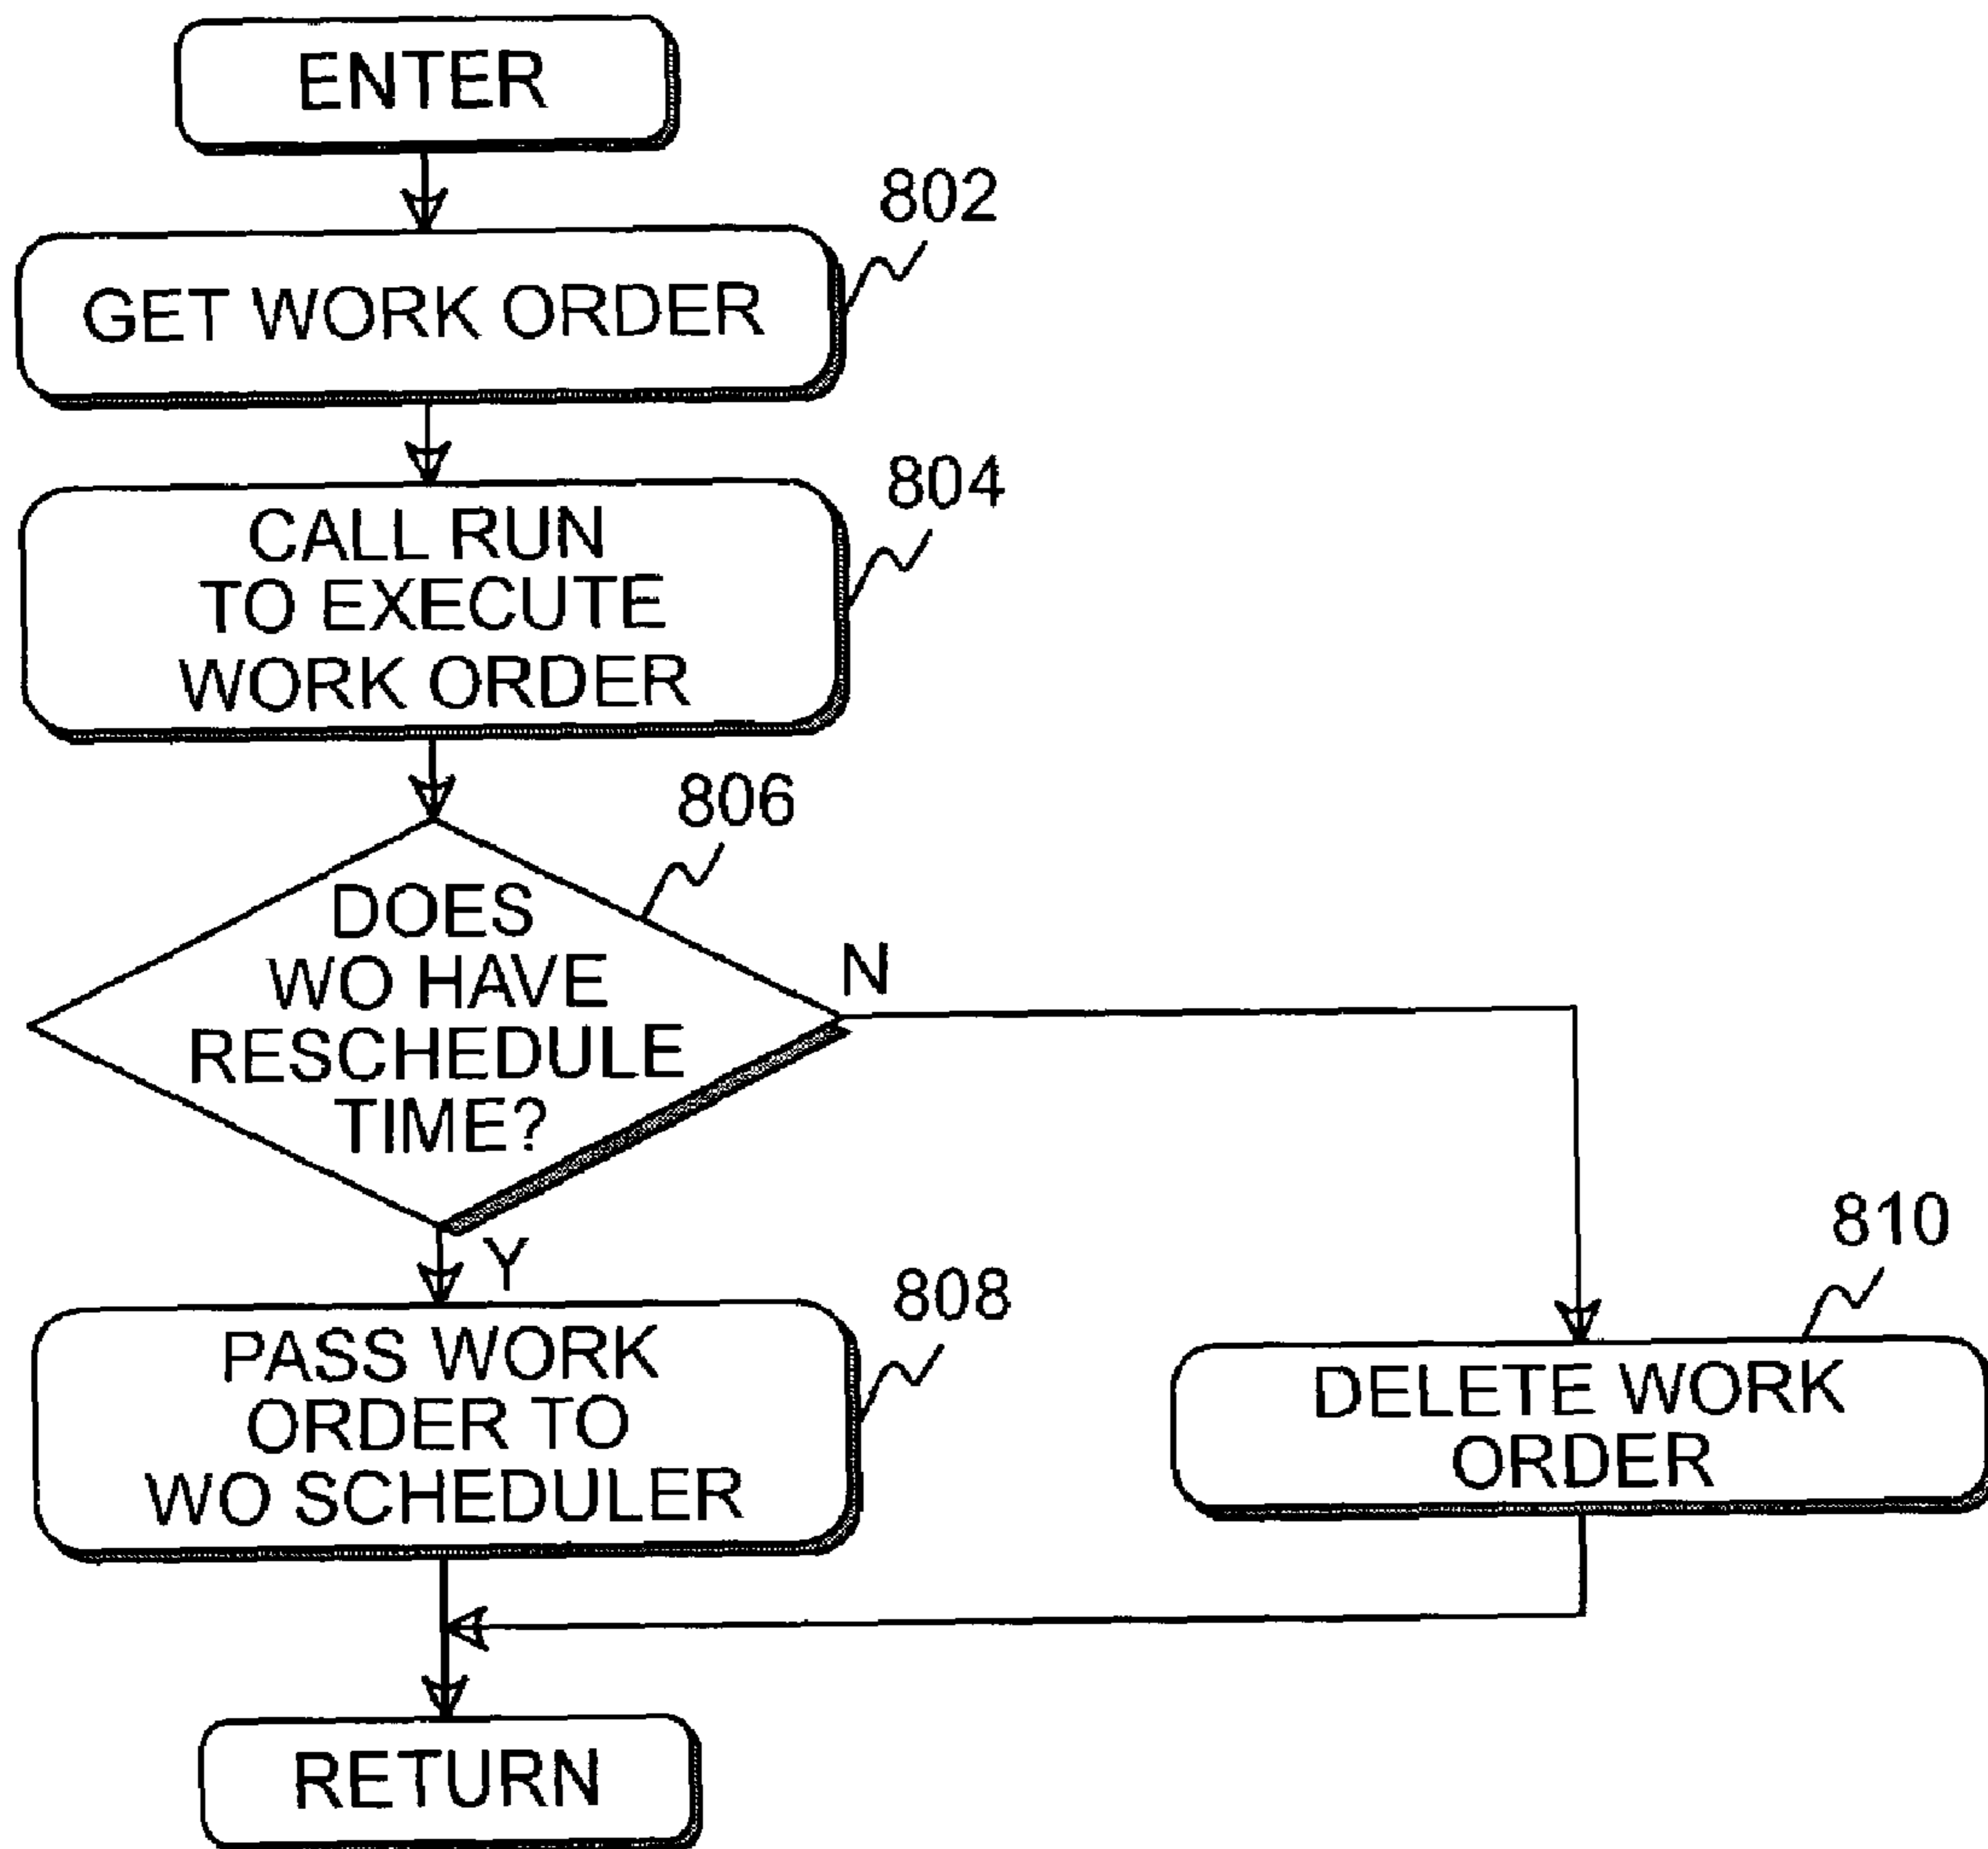 ENTER
802
GET WORK ORDER
804
CALL RUN
TO EXECUTE
WORK ORDER
806
DOES
WO HAVE
RESCHEDULE
TIME?
N
Y
808
PASS WORK
ORDER TO
WO SCHEDULER
810
DELETE WORK
ORDER
RETURN